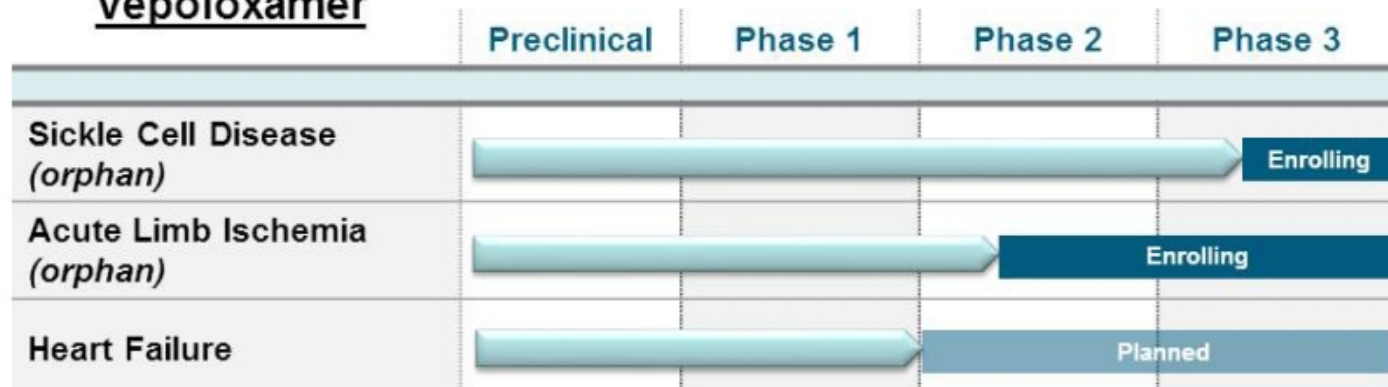 Vepoloxamer
Preclinical Phase 1 Phase 2 Phase 3
Sickle Cell Disease
(orphan)
Enrolling
Acute Limb Ischemia
(orphan)
Enrolling
Heart Failure
Planned